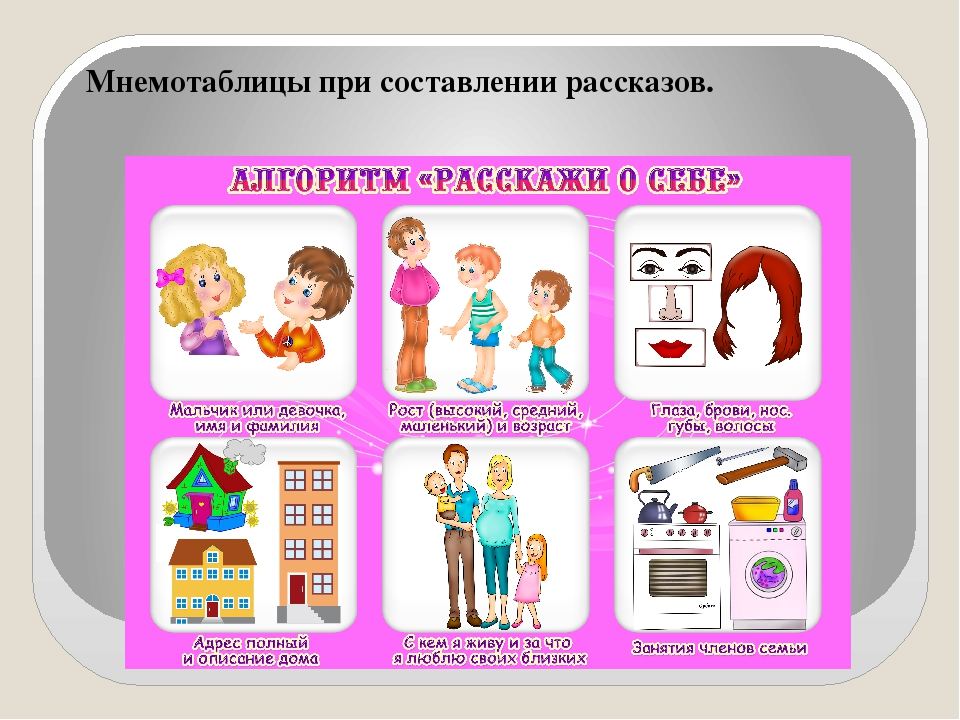 Мнемотаблицы при составлении рассказов.
АЛГОРИТМ «РАССКАЖИ О СЕБЕ»
Мальчик или девочка,
имя и фамилия
Рост (высокий, средний,
маленький) и возраст
Глаза, брови, нос.
губы, волосы
Адрес полный
и описание дома
С кем я живу и за что
я люблю своих близких
Занятия членов семьи